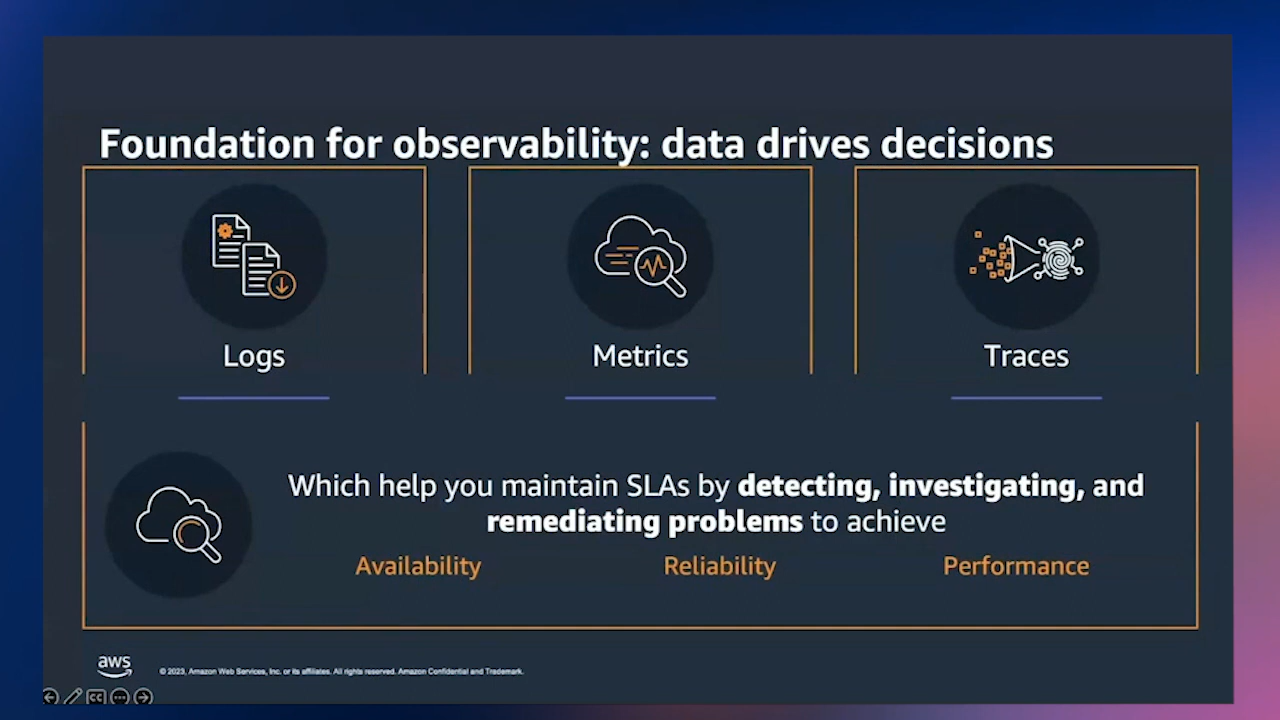 Foundation for observability: data drives decisions
Logs
Metrics
Traces
Which help you maintain SLAs by detecting, investigating, and
remediating problems to achieve
Availability
Reliability
Performance
aws
© 2023, Amazon Web Services, Inc. or its affiliates. All rights reserved. Amazon Confidential and Trademark.
CC